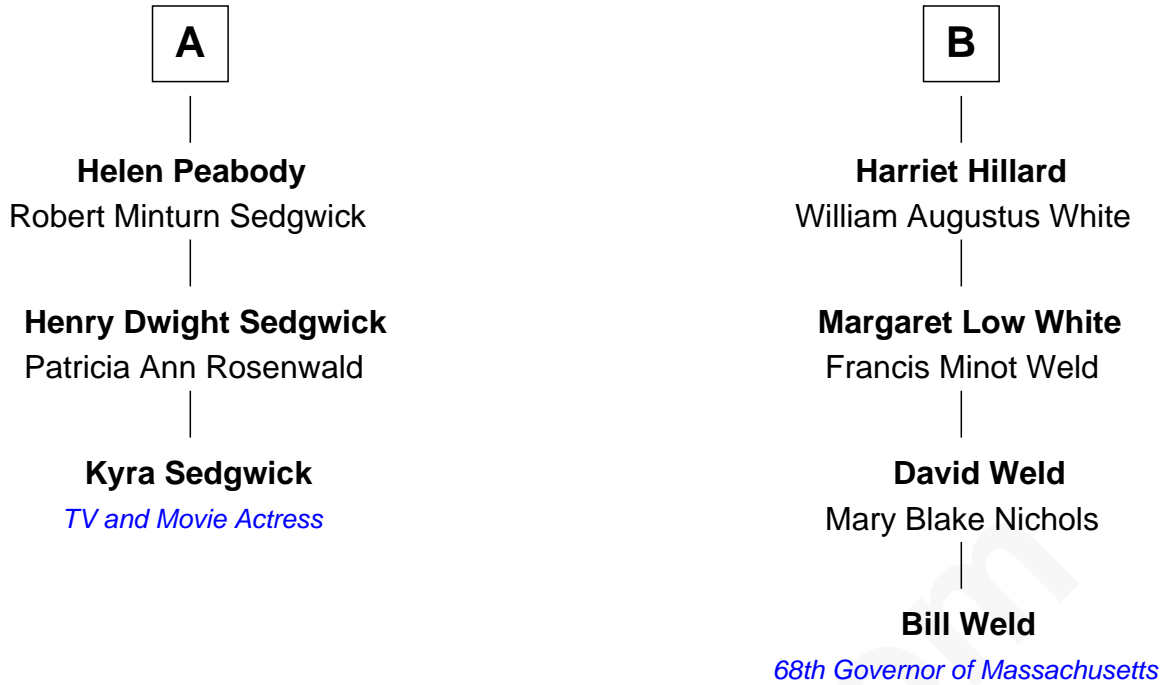 A
Helen Peabody
Robert Minturn Sedgwick
Henry Dwight Sedgwick
Patricia Ann Rosenwald
Kyra Sedgwick
TV and Movie Actress
B
Harriet Hillard
William Augustus White
Margaret Low White
Francis Minot Weld
David Weld
Mary Blake Nichols
Bill Weld
68th Governor of Massachusetts